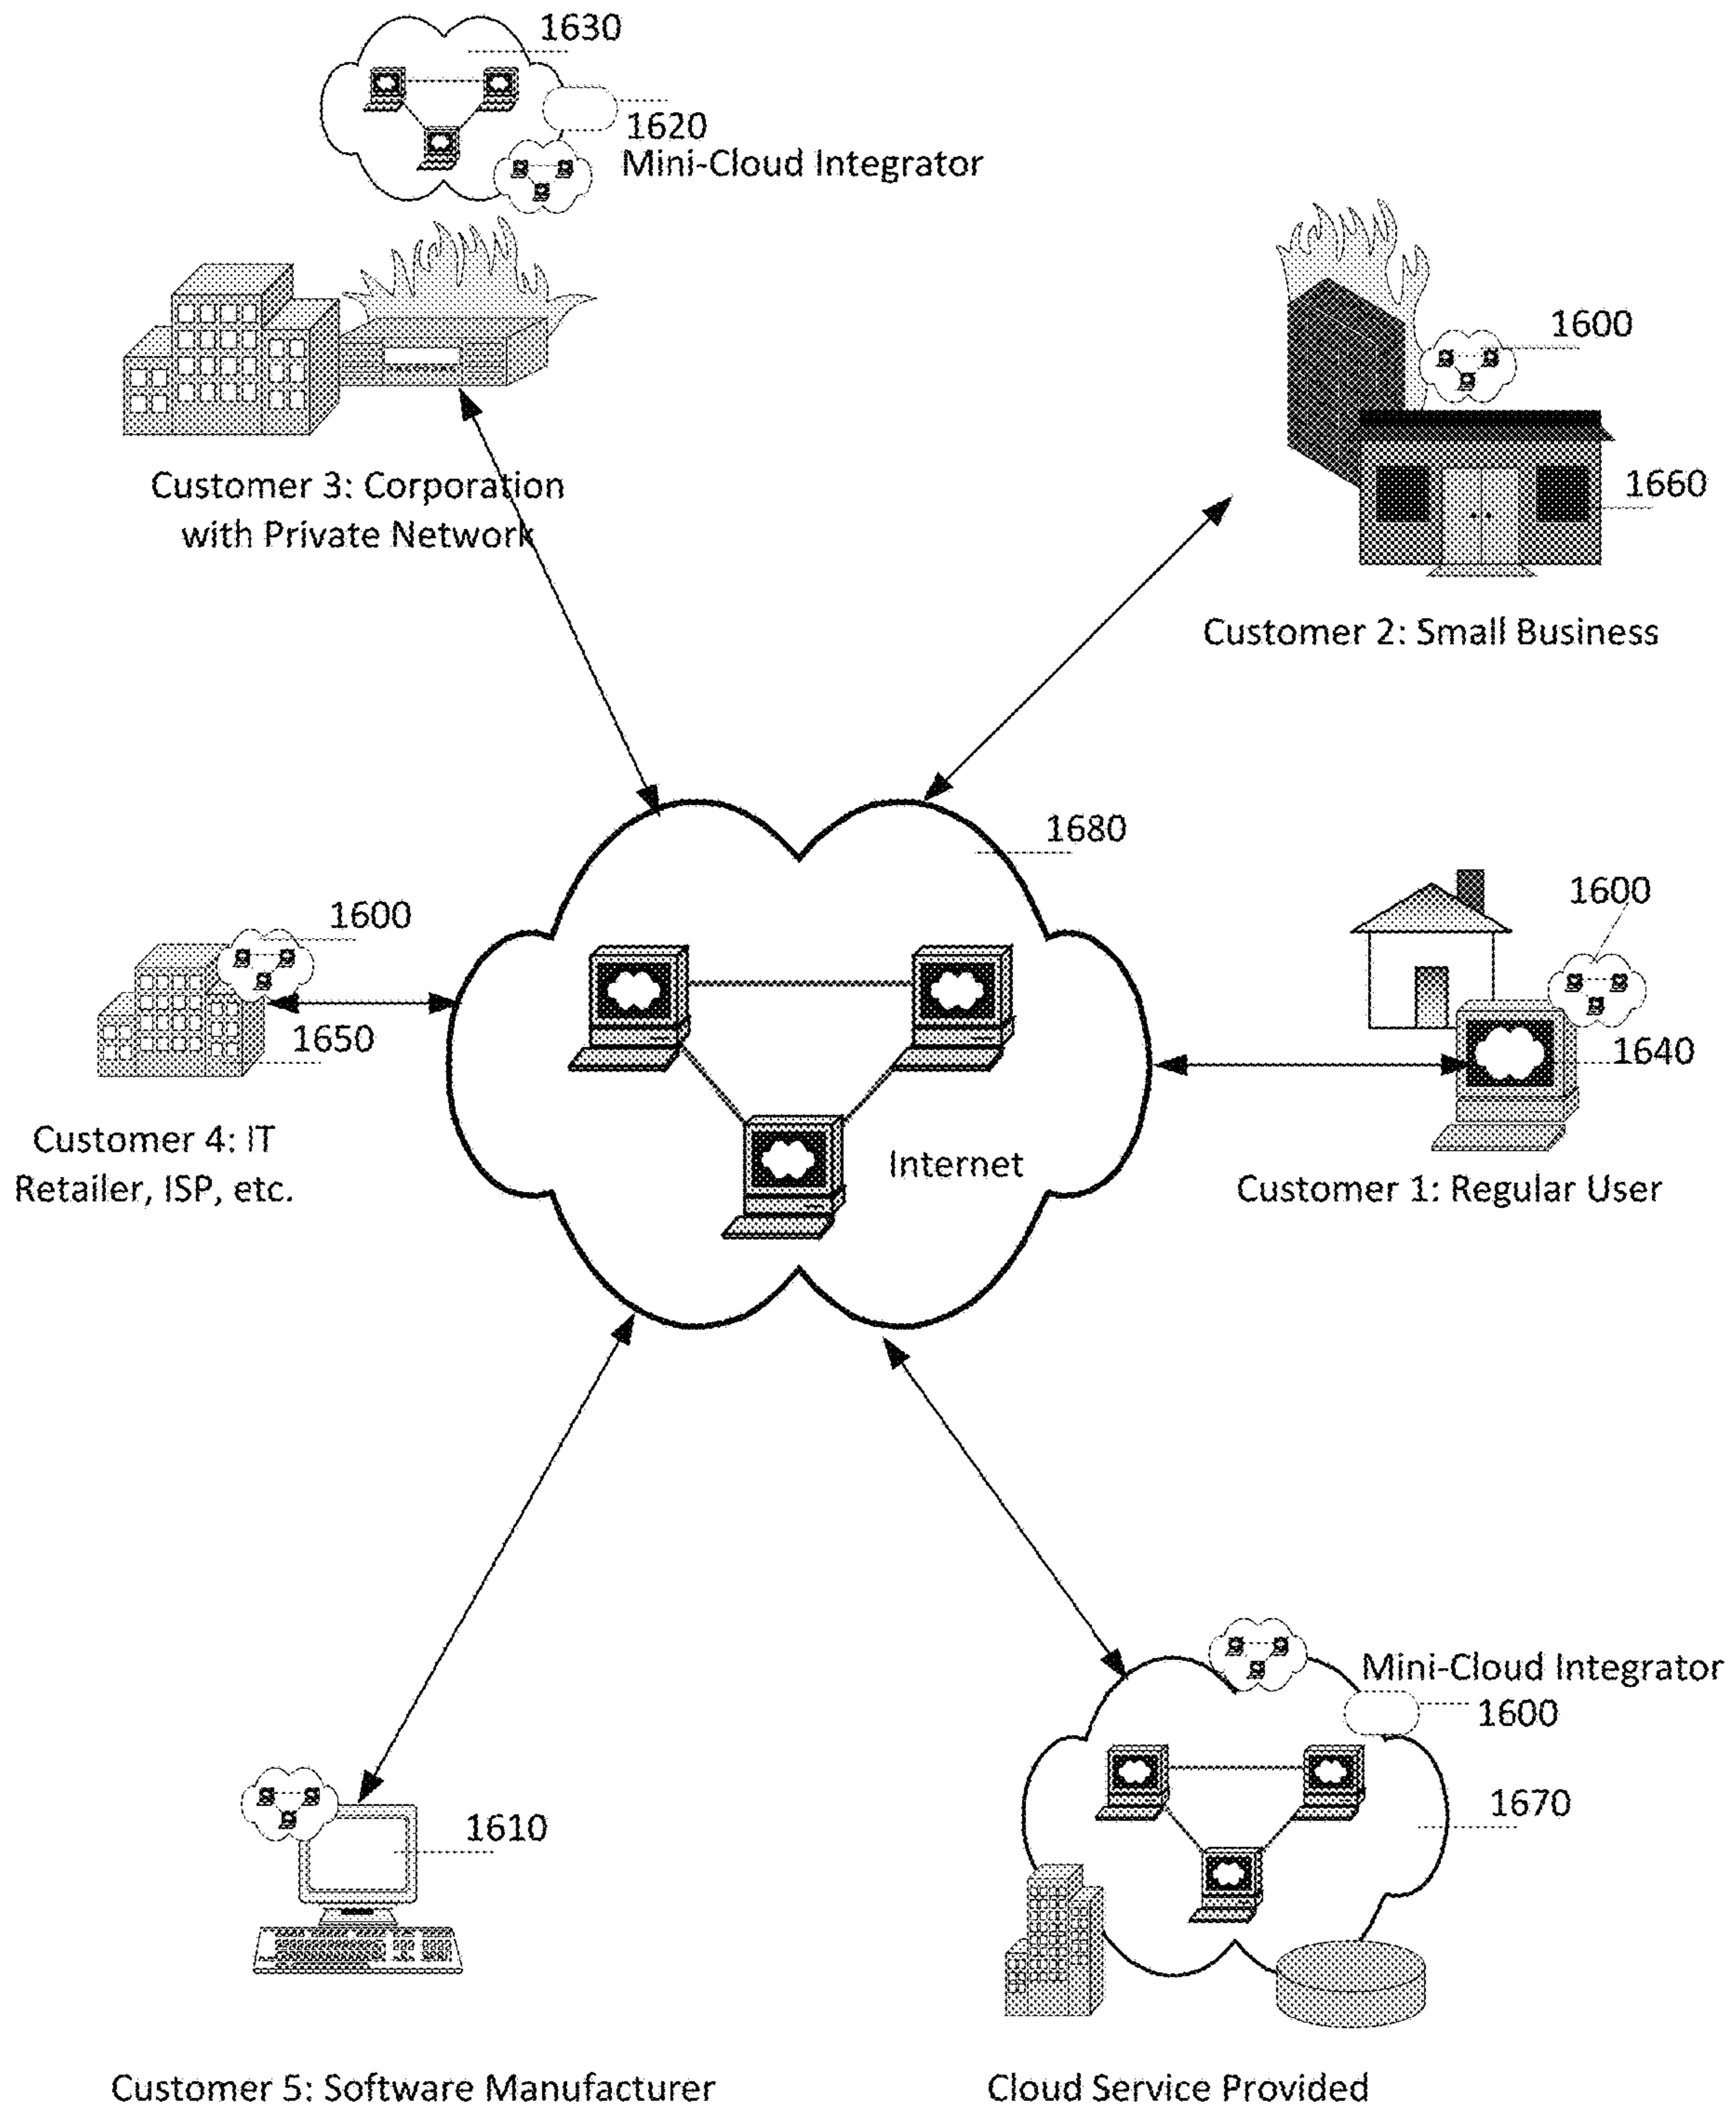 1630
1620
Mini-Cloud Integrator
1600
1660
Customer 3: Corporation
with Private Network
Customer 2: Small Business
1680
1600
1600
1650
1640
Internet
Customer 4: IT
Retailer, ISP, etc.
Customer 1: Regular User
Mini-Cloud Integrator
1600
1670
1610
Customer 5: Software Manufacturer
Cloud Service Provided